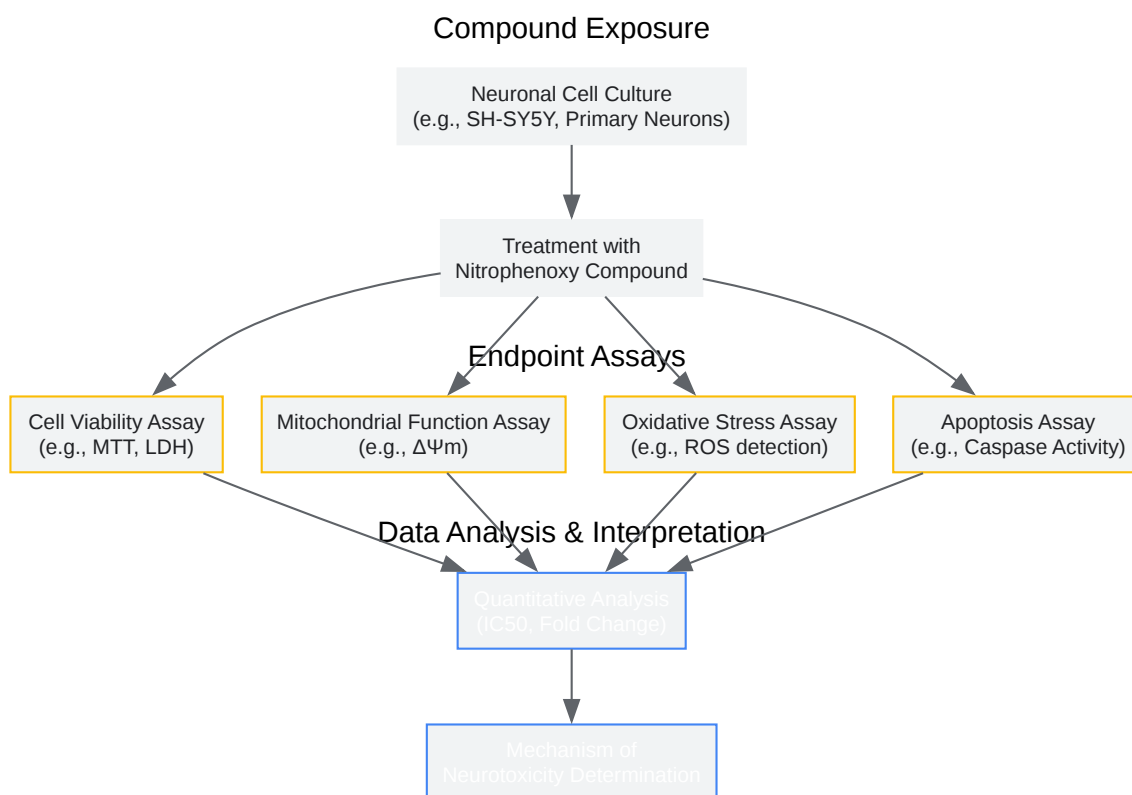 Compound Exposure
Neuronal Cell Culture
(e.g., SH-SY5Y, Primary Neurons)
Treatment with
Nitrophenoxy Compound
Endpoint Assays
Cell Viability Assay
(e.g., MTT, LDH)
Mitochondrial Function Assay
(e.g., ΔΨm)
Oxidative Stress Assay
(e.g., ROS detection)
Apoptosis Assay
(e.g., Caspase Activity)
Data Analysis & Interpretation
Quantitative Analysis
(IC50, Fold Change)
Mechanism of
Neurotoxicity Determination